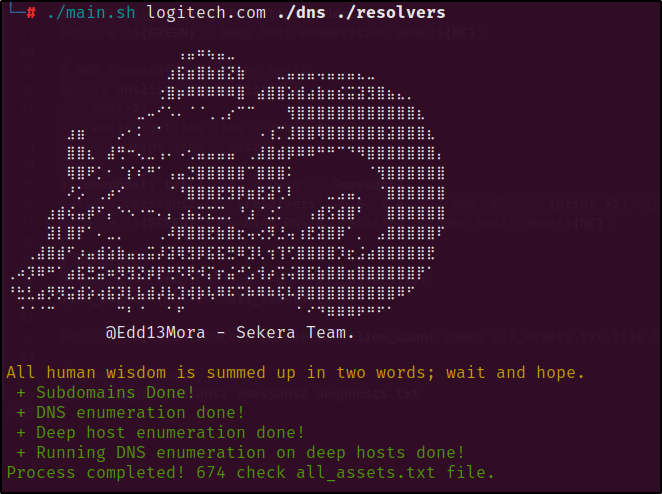 └─# ./main.sh logitech.com ./dns ./resolvers
@Edd13Mora - Sekera Team.
All human wisdom is summed up in two words; wait and hope.
+ Subdomains Done!
+ DNS enumeration done!
+ Deep host enumeration done!
+ Running DNS enumeration on deep hosts done!
Process completed! 674 check all_assets.txt file.